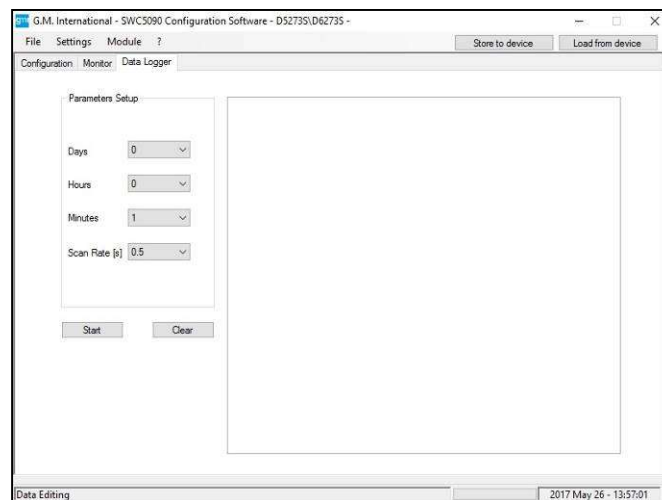 GM G.M. International - SWC5090 Configuration Software - D5273S\D6273S -
File Settings Module ? Store to device Load from device
Configuration Monitor Data Logger
Parameters Setup
Days 0
Hours 0
Minutes 1
Scan Rate [s] 0.5
Start Clear
Data Editing 2017 May 26 - 13:57:01